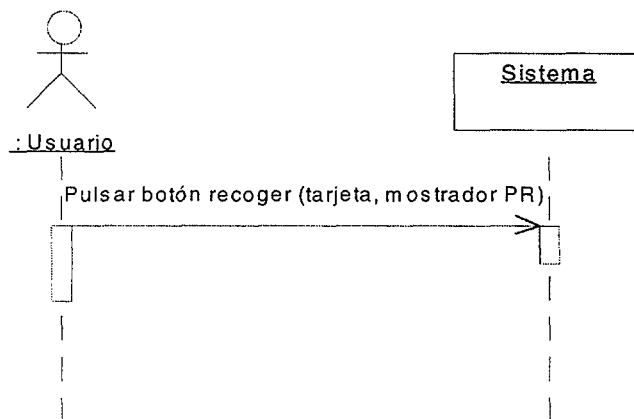 Sistema
: Usuario
Pulsar botón recoger (tarjeta, mostrador PR)